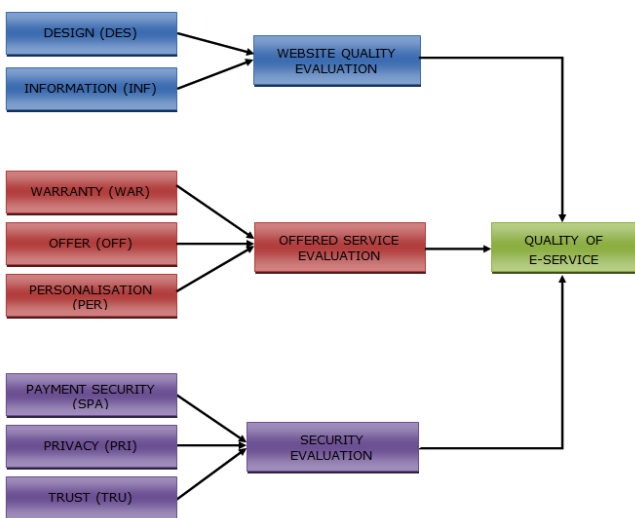 DESIGN (DES)
INFORMATION (INF)
WEBSITE QUALITY
EVALUATION
WARRANTY (WAR)
OFFER (OFF)
PERSONALISATION
(PER)
OFFERED SERVICE
EVALUATION
QUALITY OF
E-SERVICE
PAYMENT SECURITY
(SPA)
PRIVACY (PRI)
TRUST (TRU)
SECURITY
EVALUATION